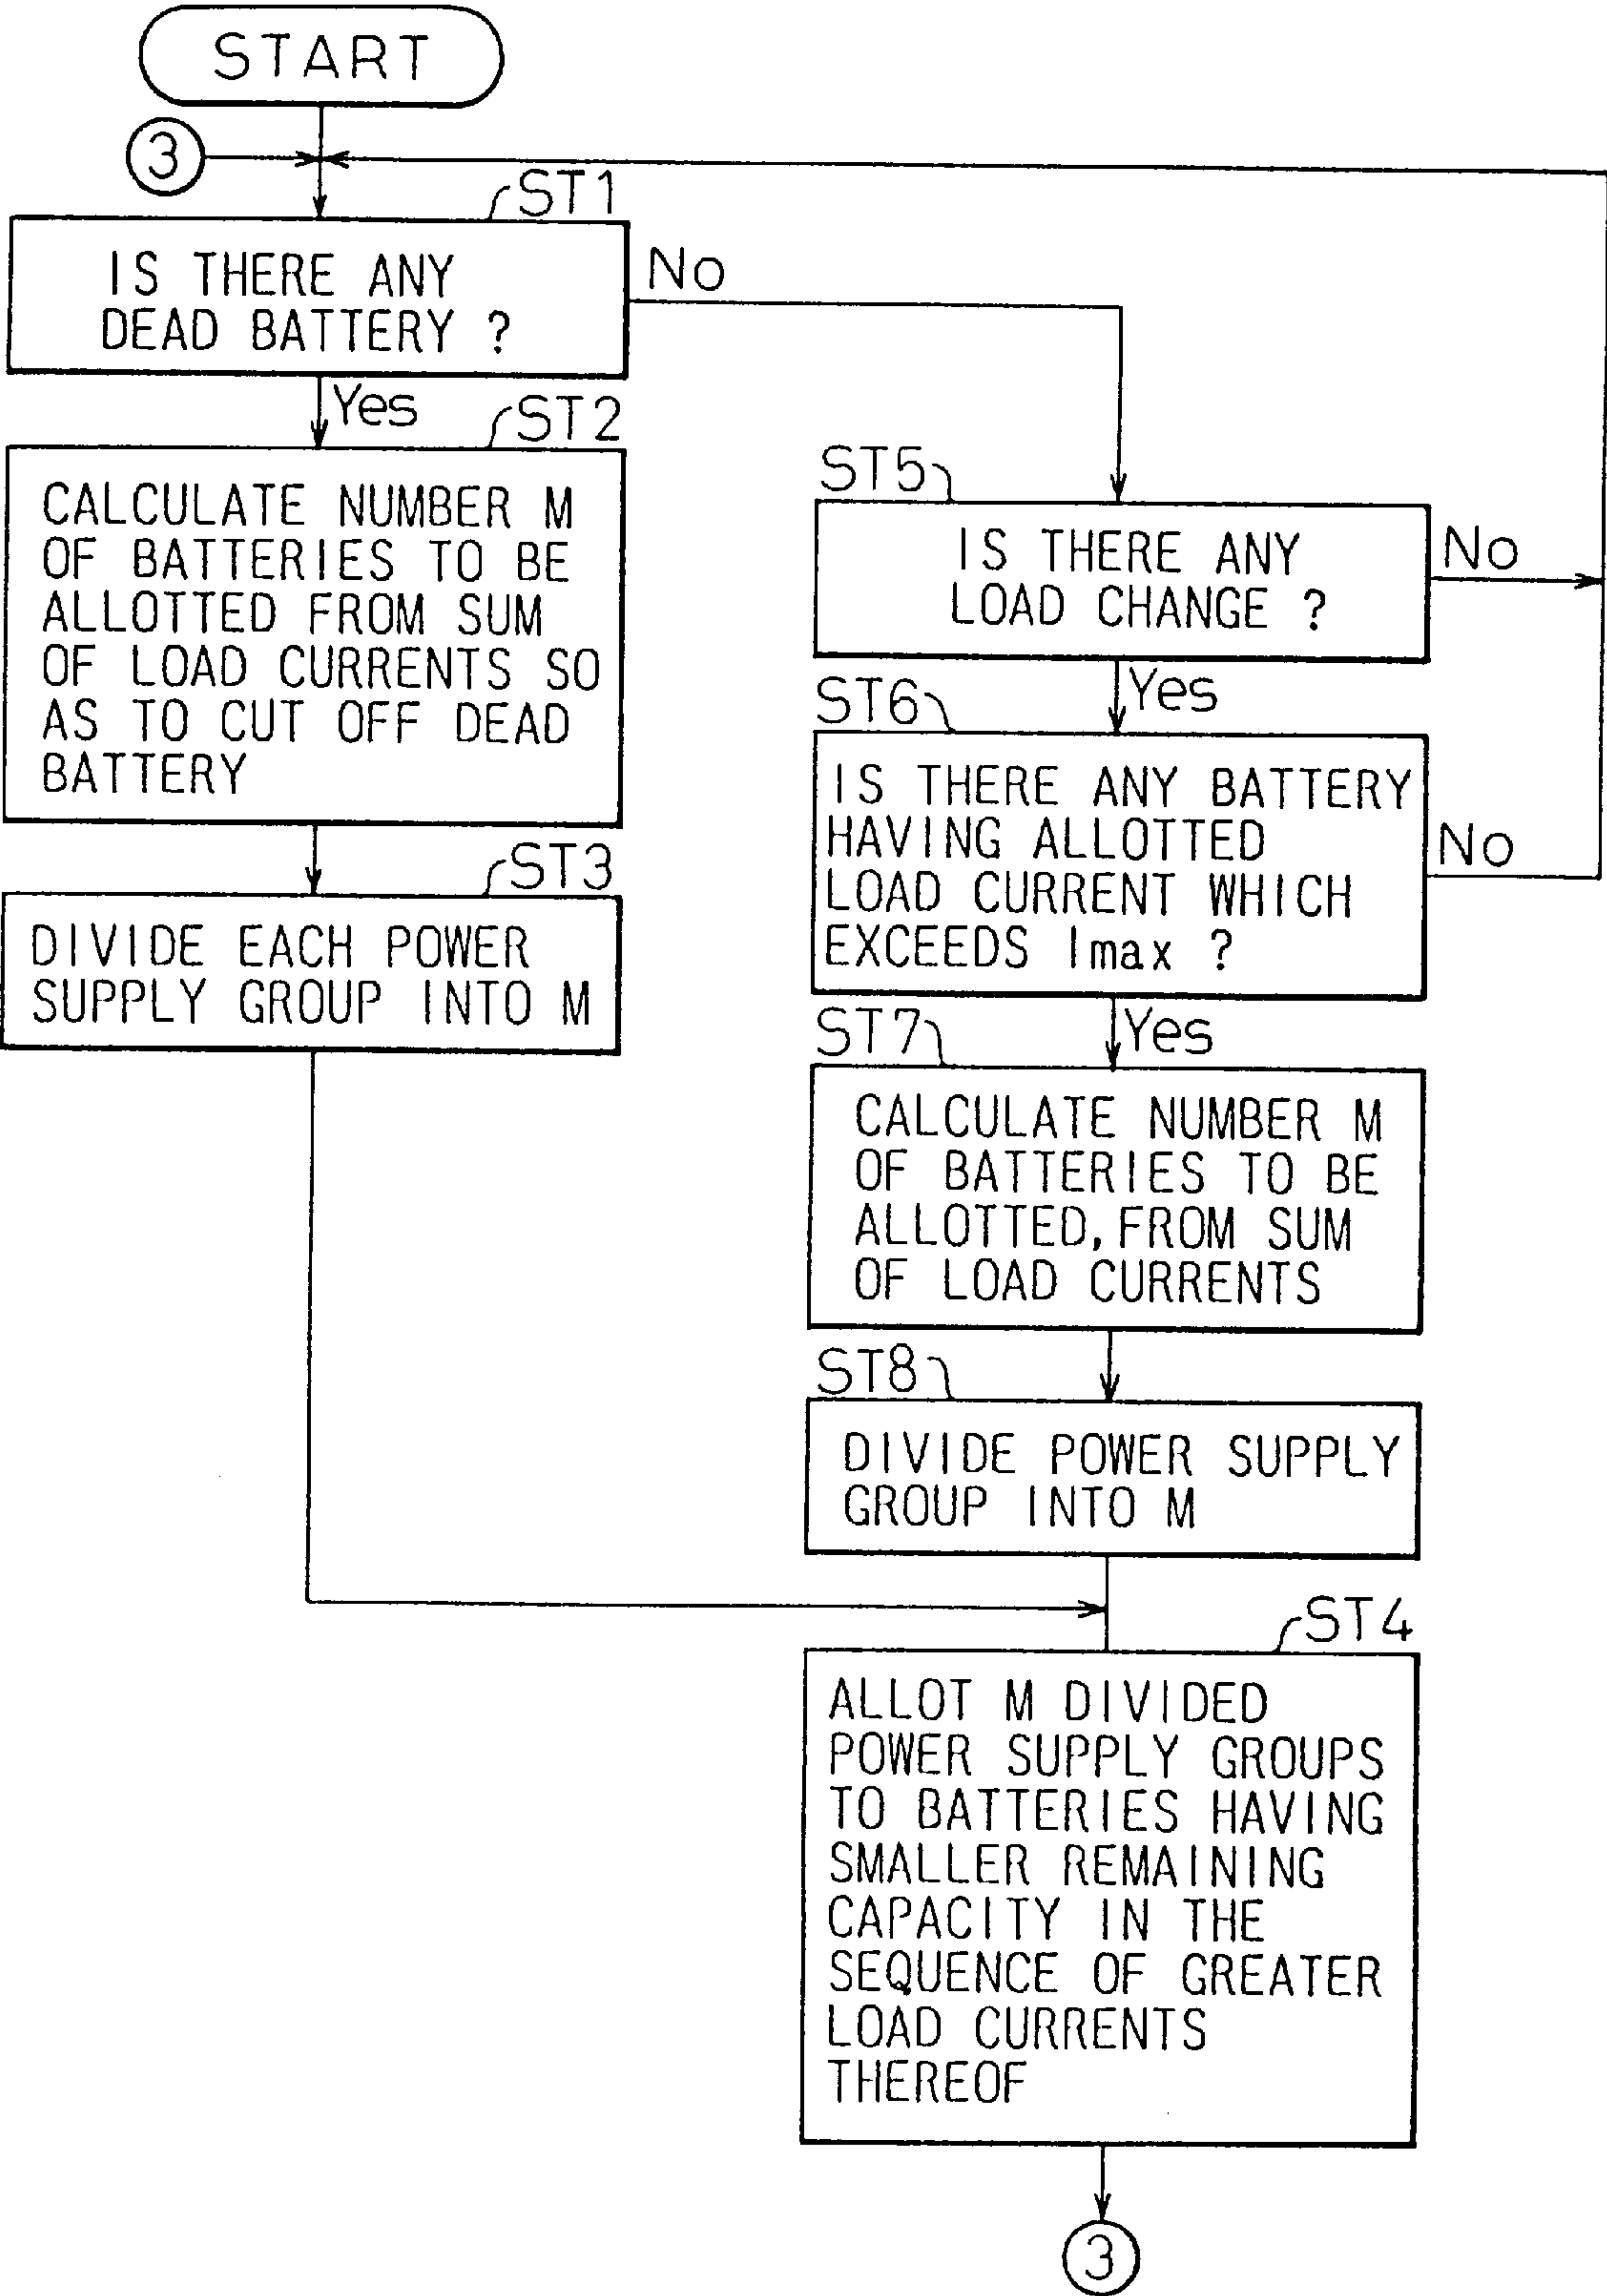 START
3
ST1
IS THERE ANY
DEAD BATTERY ?
No
Yes
ST2
CALCULATE NUMBER M
OF BATTERIES TO BE
ALLOTTED FROM SUM
OF LOAD CURRENTS SO
AS TO CUT OFF DEAD
BATTERY
ST3
DIVIDE EACH POWER
SUPPLY GROUP INTO M
ST5
IS THERE ANY
LOAD CHANGE ?
No
Yes
ST6
IS THERE ANY BATTERY
HAVING ALLOTTED
LOAD CURRENT WHICH
EXCEEDS Imax ?
No
Yes
ST7
CALCULATE NUMBER M
OF BATTERIES TO BE
ALLOTTED, FROM SUM
OF LOAD CURRENTS
ST8
DIVIDE POWER SUPPLY
GROUP INTO M
ST4
ALLOT M DIVIDED
POWER SUPPLY GROUPS
TO BATTERIES HAVING
SMALLER REMAINING
CAPACITY IN THE
SEQUENCE OF GREATER
LOAD CURRENTS
THEREOF
3